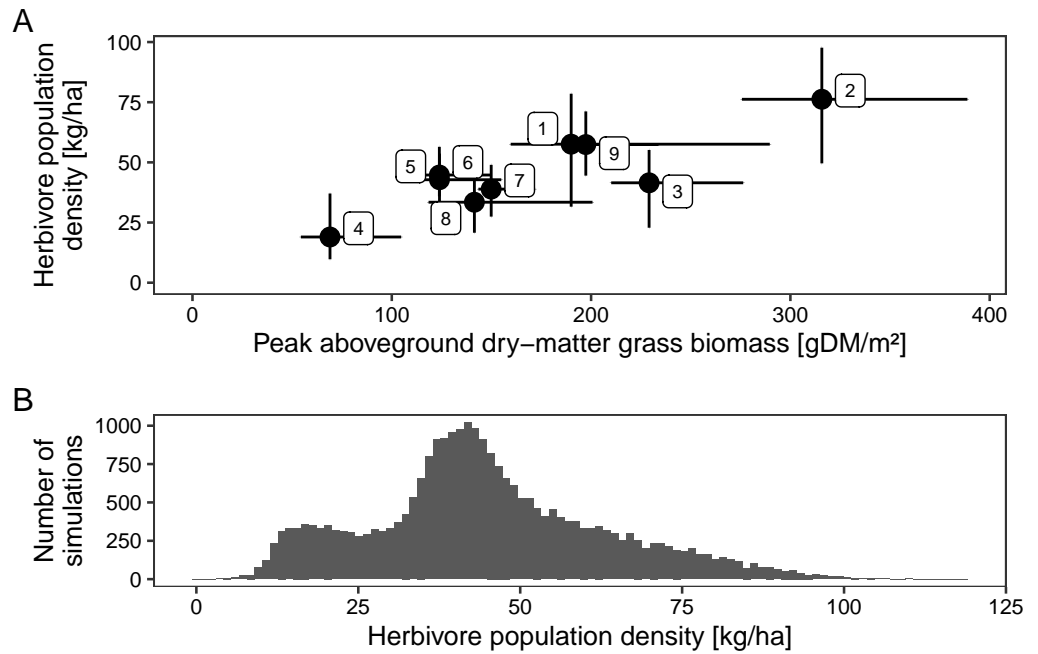 A
Herbivore population
density [kg/ha]
100
75
50
25
0
1
2
3
4
5
6
7
8
9
0 100 200 300 400
Peak aboveground dry−matter grass biomass [gDM/m²]
B
Number of
simulations
1000
750
500
250
0
0 25 50 75 100 125
Herbivore population density [kg/ha]